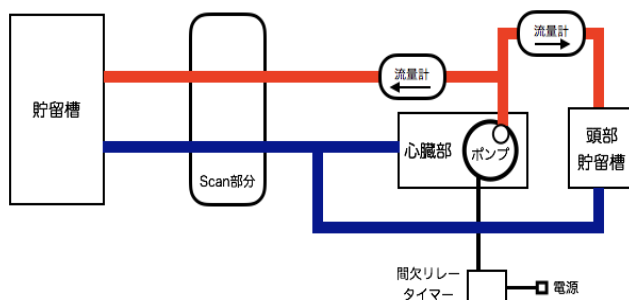 流量計
流量計
貯留槽
頭部
貯留槽
心臓部
ポンプ
Scan部分
間欠リレー
タイマー
電源